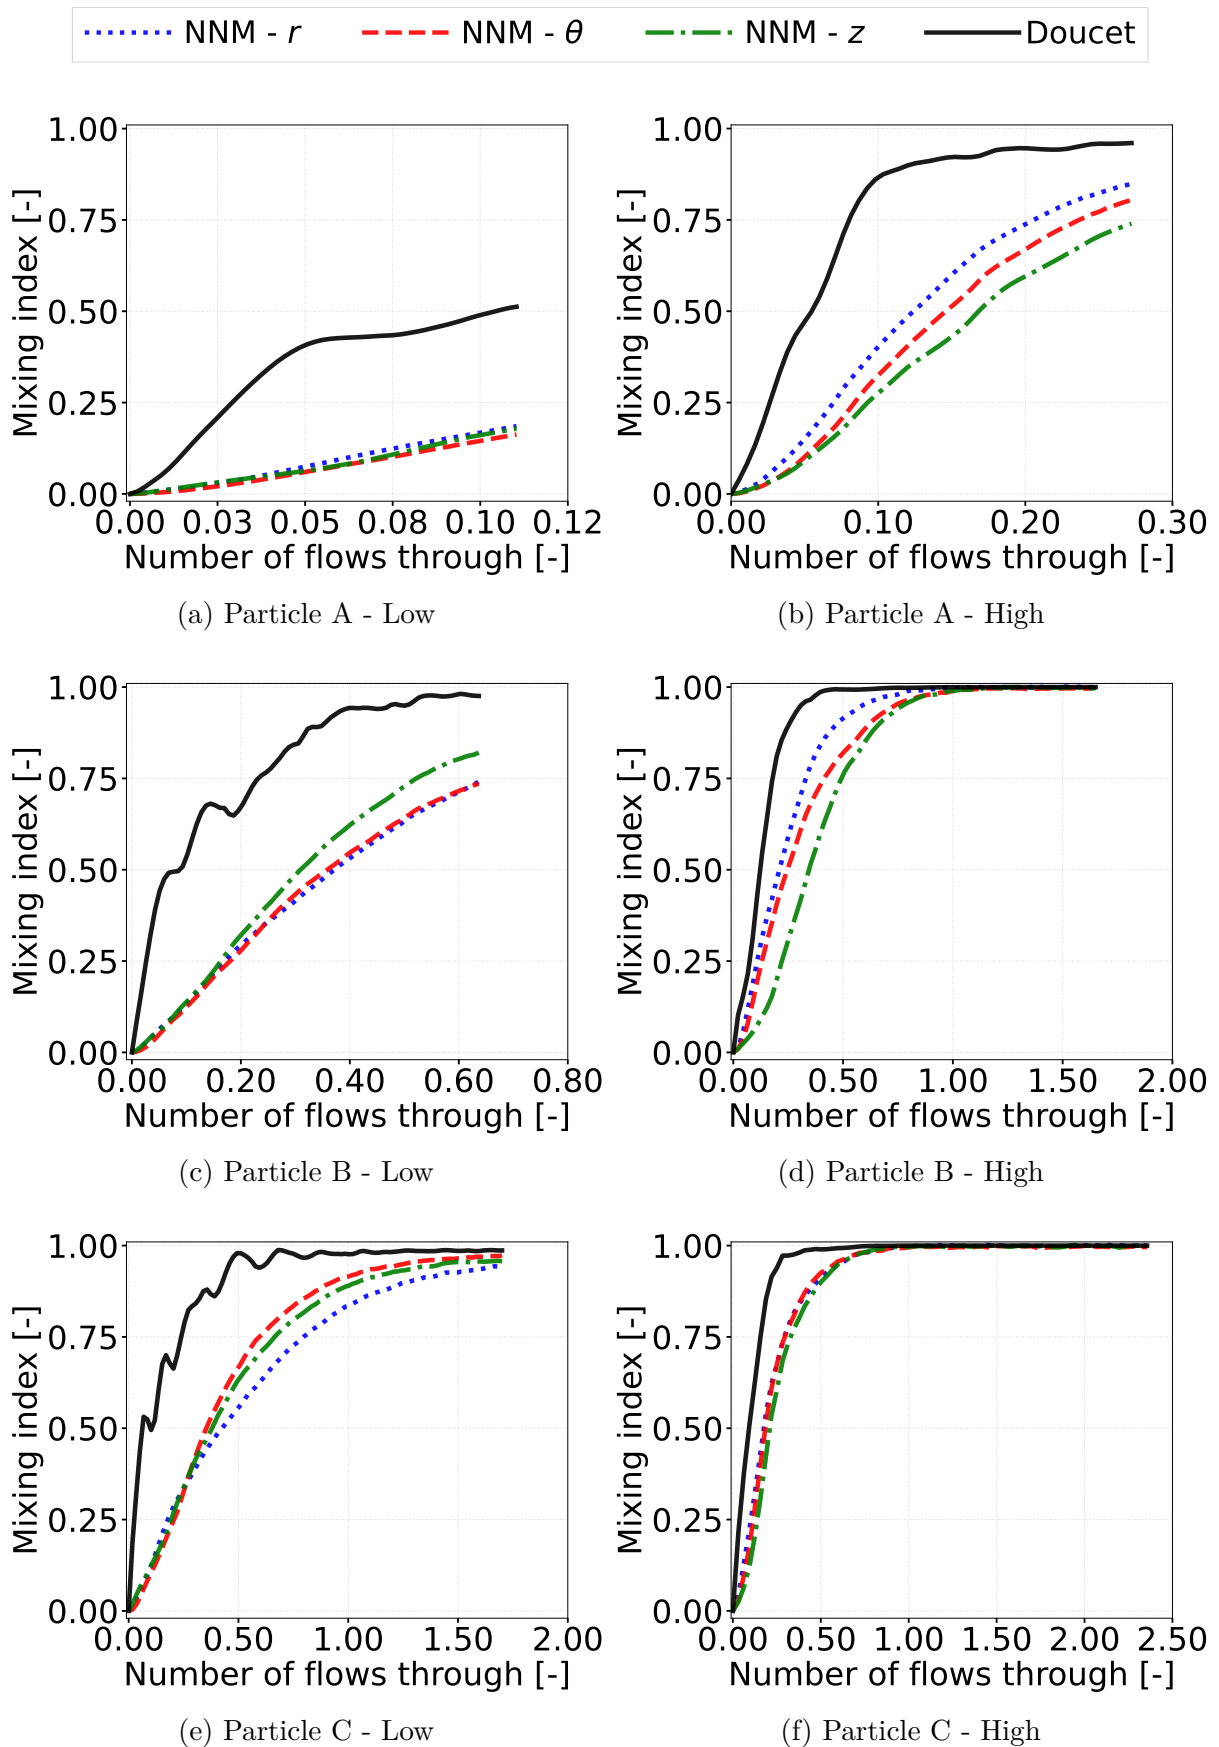 NNM - r NNM - θ NNM - z Doucet
1.00 1.00
0.75 0.75
0.50 0.50
0.25 0.25
0.00 0.00
Mixing index [-] Mixing index [-]
0.00 0.03 0.05 0.08 0.10 0.12 0.00 0.10 0.20 0.30
Number of flows through [-] Number of flows through [-]
(a) Particle A - Low (b) Particle A - High
1.00 1.00
0.75 0.75
0.50 0.50
0.25 0.25
0.00 0.00
Mixing index [-] Mixing index [-]
0.00 0.20 0.40 0.60 0.80 0.00 0.50 1.00 1.50 2.00
Number of flows through [-] Number of flows through [-]
(c) Particle B - Low (d) Particle B - High
1.00 1.00
0.75 0.75
0.50 0.50
0.25 0.25
0.00 0.00
Mixing index [-] Mixing index [-]
0.00 0.50 1.00 1.50 2.00 0.00 0.50 1.00 1.50 2.00 2.50
Number of flows through [-] Number of flows through [-]
(e) Particle C - Low (f) Particle C - High